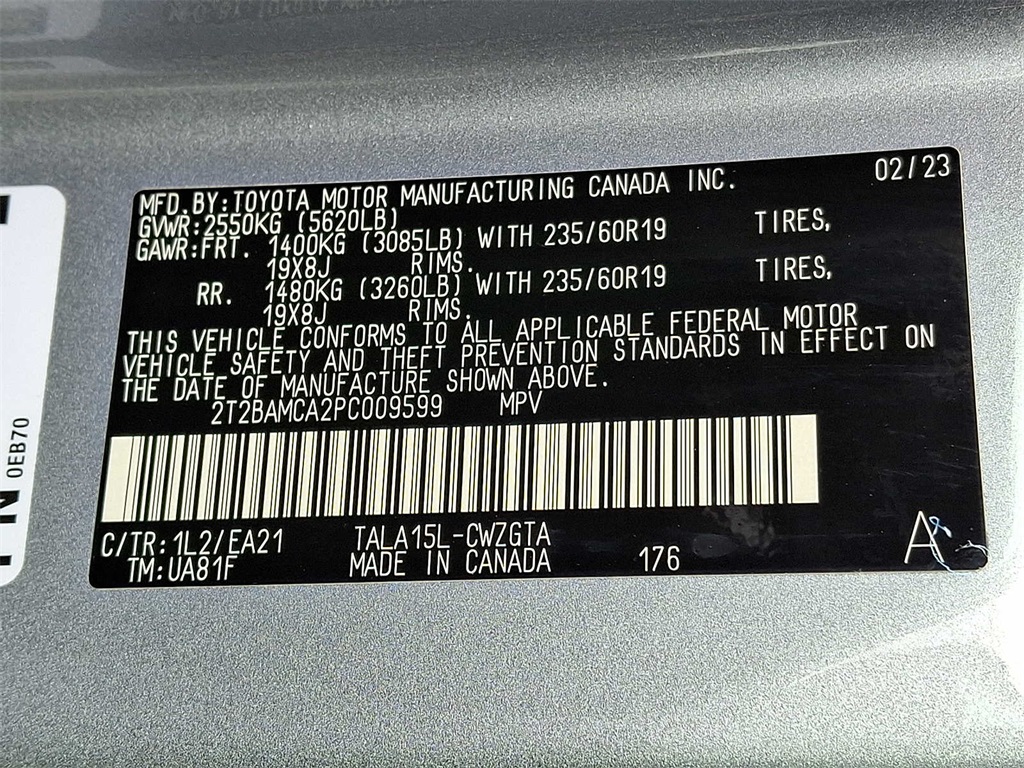 MFD.BY:TOYOTA MOTOR MANUFACTURING CANADA INC. 02/23
GVWR:2550KG (5620LB)
GAWR:FRT. 1400KG (3085LB) WITH 235/60R19 TIRES,
19X8J RIMS.
RR. 1480KG (3260LB) WITH 235/60R19 TIRES,
19X8J RIMS.
THIS VEHICLE CONFORMS TO ALL APPLICABLE FEDERAL MOTOR
VEHICLE SAFETY AND THEFT PREVENTION STANDARDS IN EFFECT ON
THE DATE OF MANUFACTURE SHOWN ABOVE.
2T2BAMCA2PC009599 MPV
C/TR:1L2/EA21 TALA15L-CWZGTA
TM:UA81F MADE IN CANADA 176 A
0EB70